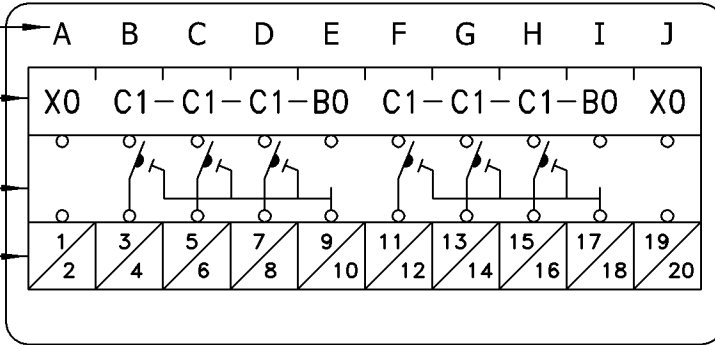 A B C D E F G H I J
X0 C1-C1-C1-B0 C1-C1-C1-B0 X0
1 3 5 7 9 11 13 15 17 19
2 4 6 8 10 12 14 16 18 20